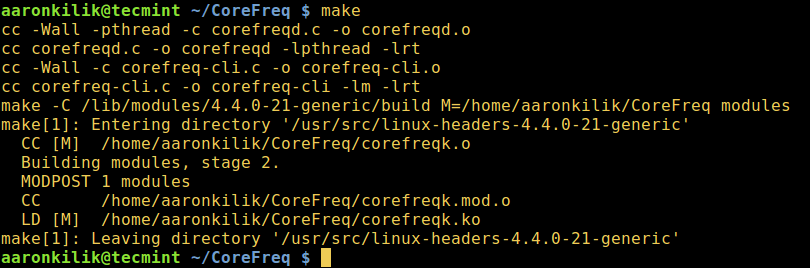 aaronkilik@tecmint ~/CoreFreq $ make
cc -Wall -pthread -c corefreqd.c -o corefreqd.o
cc corefreqd.c -o corefreqd -lpthread -lrt
cc -Wall -c corefreq-cli.c -o corefreq-cli.o
cc corefreq-cli.c -o corefreq-cli -lm -lrt
make -C /lib/modules/4.4.0-21-generic/build M=/home/aaronkilik/CoreFreq modules
make[1]: Entering directory '/usr/src/linux-headers-4.4.0-21-generic'
  CC [M]  /home/aaronkilik/CoreFreq/corefreqk.o
  Building modules, stage 2.
  MODPOST 1 modules
  CC      /home/aaronkilik/CoreFreq/corefreqk.mod.o
  LD [M]  /home/aaronkilik/CoreFreq/corefreqk.ko
make[1]: Leaving directory '/usr/src/linux-headers-4.4.0-21-generic'
aaronkilik@tecmint ~/CoreFreq $